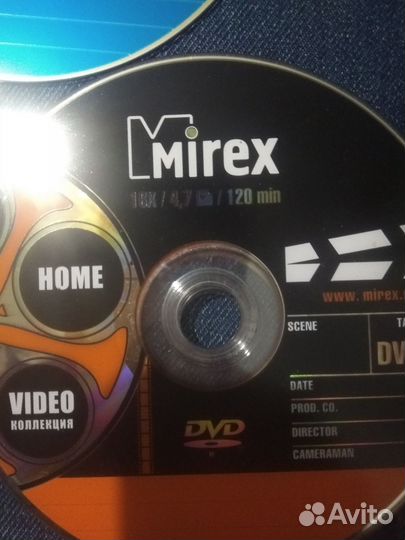 Mirex
16X / 4,7 GB / 120 min
HOME
www.mirex.
SCENE
DV
VIDEO
КОЛЛЕКЦИЯ
DATE
PROD. CO.
DVD
R
DIRECTOR
CAMERAMAN
Avito